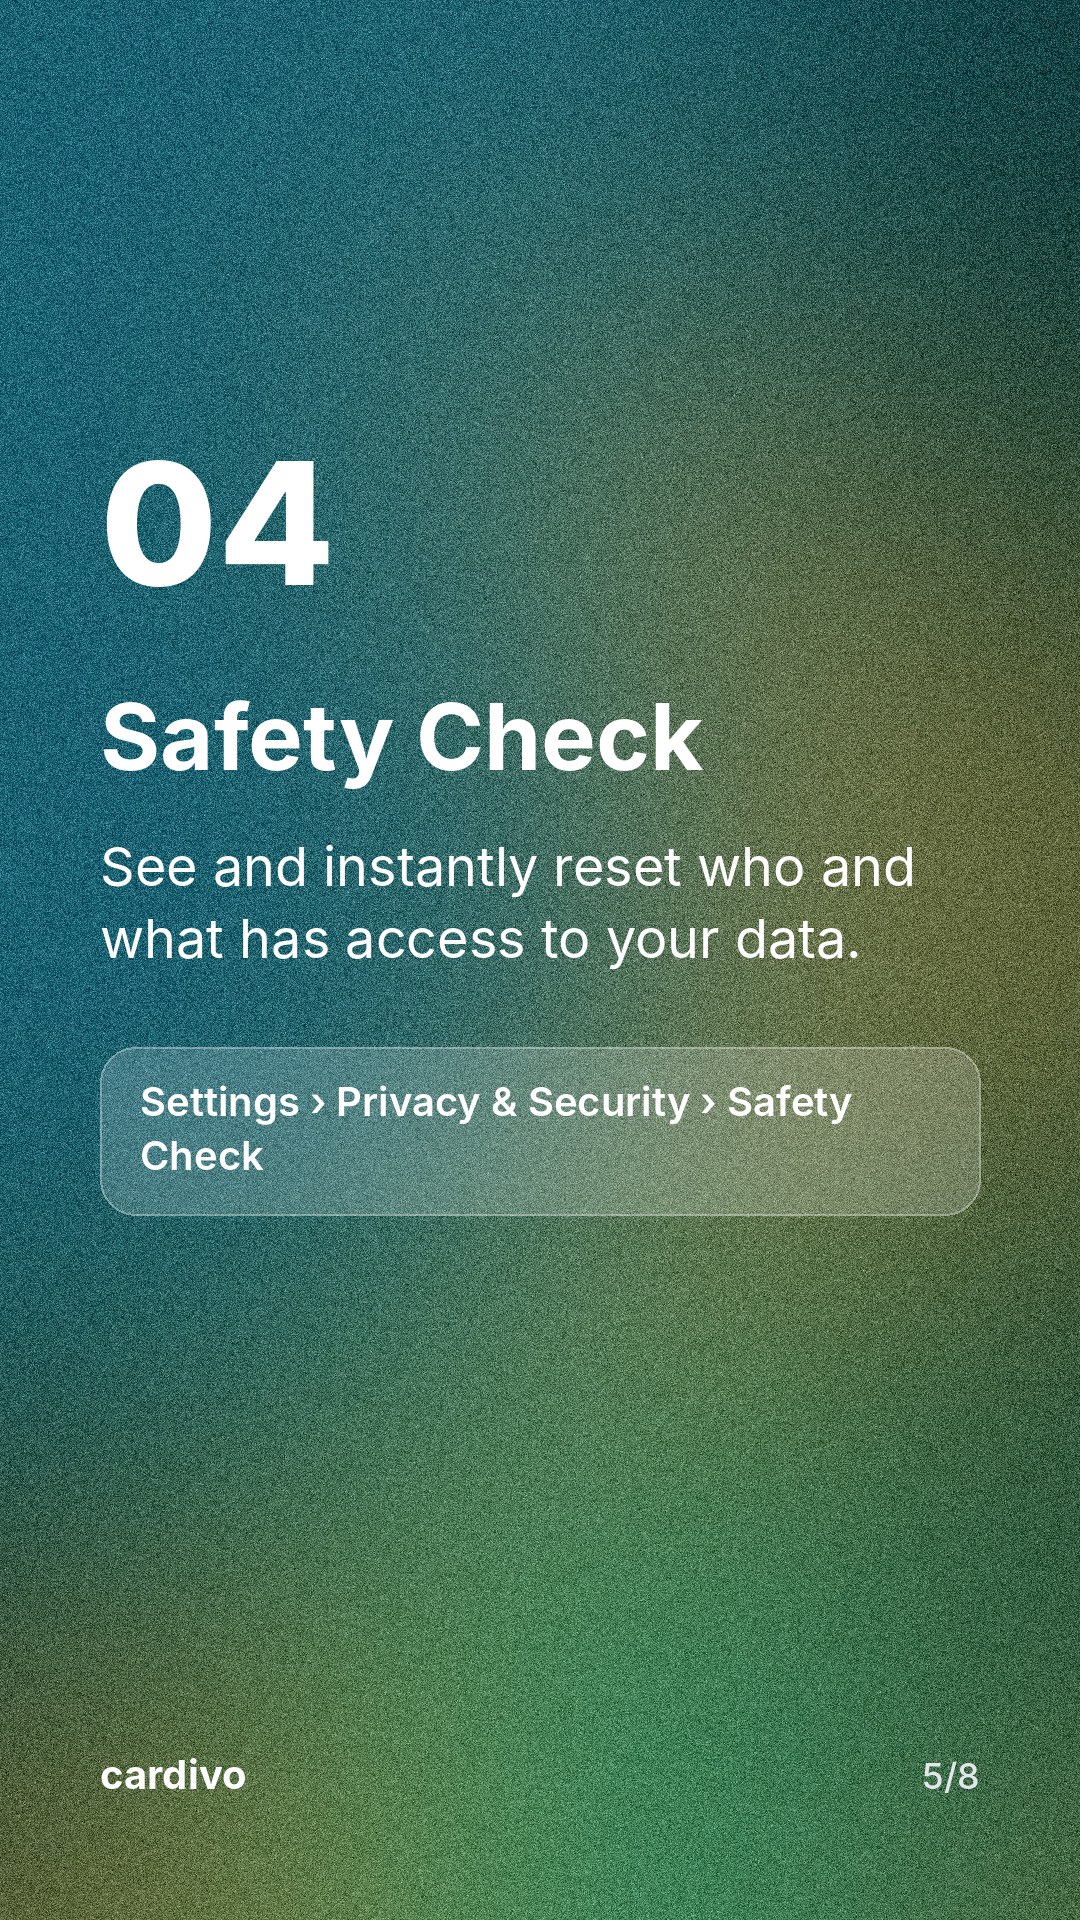 04
Safety Check
See and instantly reset who and
what has access to your data.
Settings › Privacy & Security › Safety
Check
cardivo
5/8